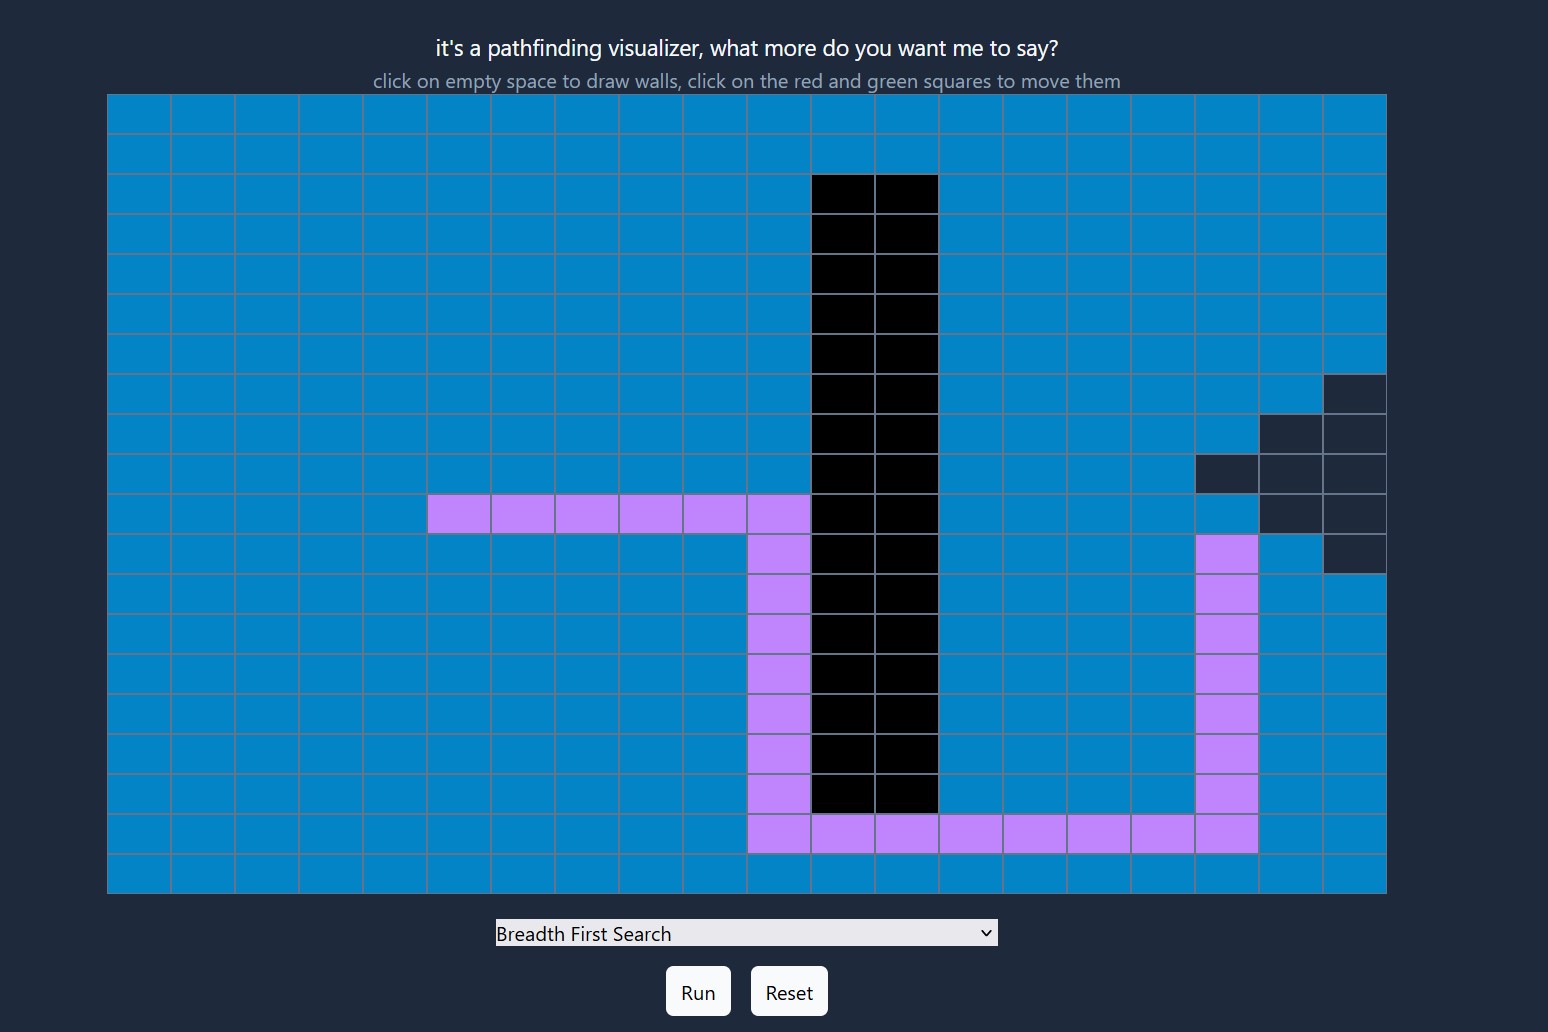 it's a pathfinding visualizer, what more do you want me to say?
click on empty space to draw walls, click on the red and green squares to move them
Breadth First Search
Run
Reset